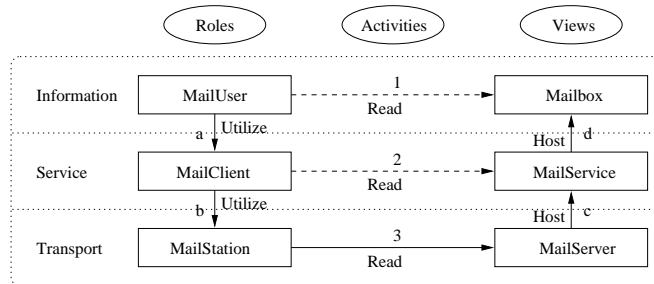 Roles Activities Views
1
Information MailUser Mailbox
Read
a Utilize Host d
2
Service MailClient MailService
Read
b Utilize Host c
3
Transport MailStation MailServer
Read